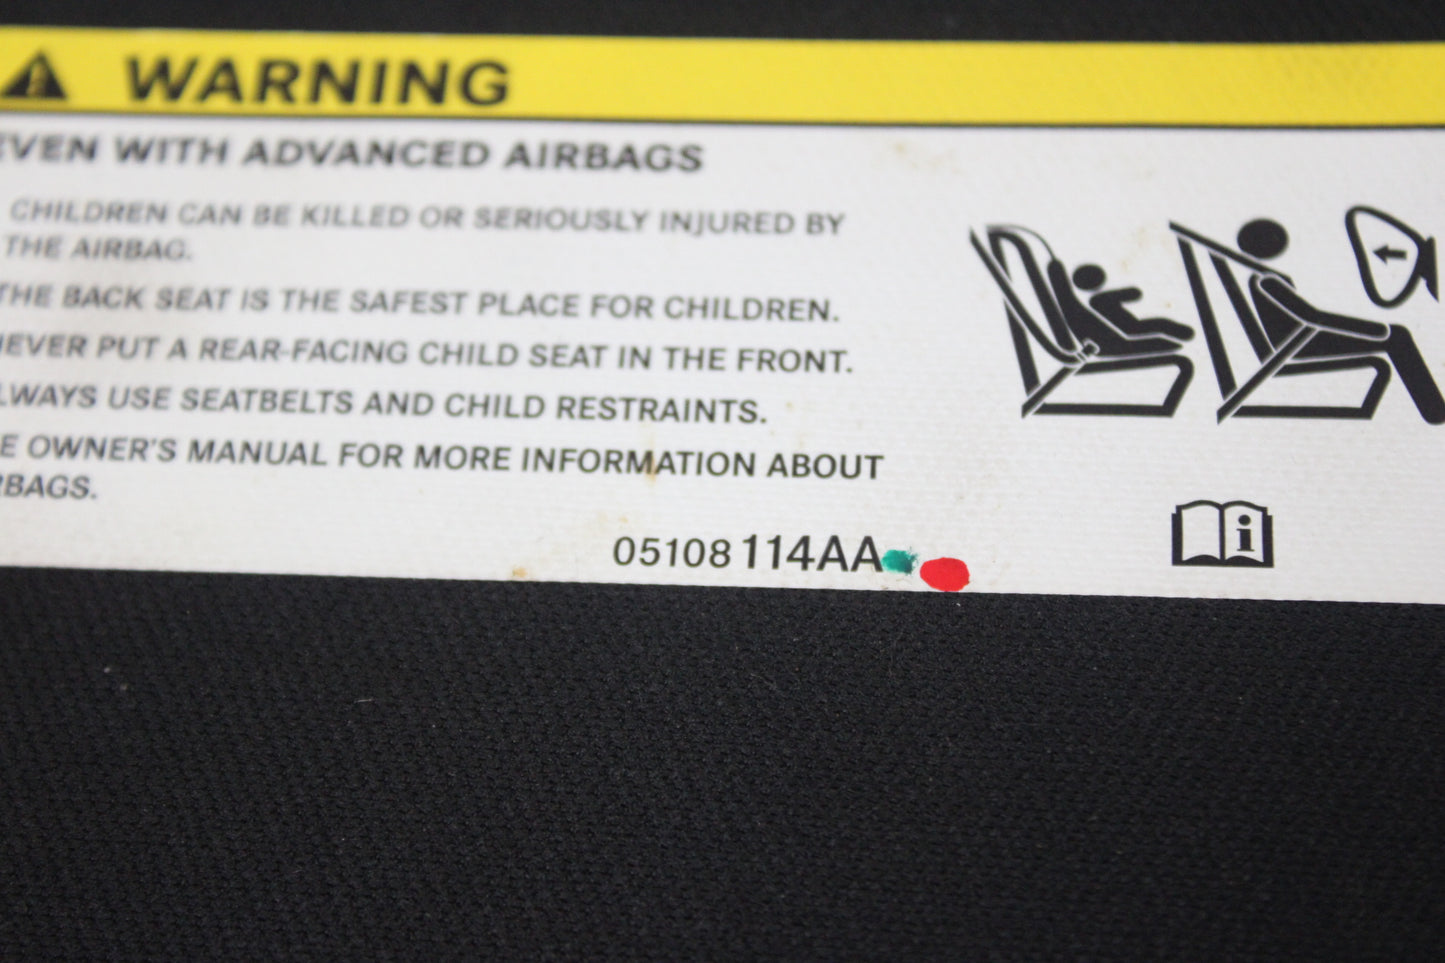 WARNING
EVEN WITH ADVANCED AIRBAGS
CHILDREN CAN BE KILLED OR SERIOUSLY INJURED BY
THE AIRBAG.
THE BACK SEAT IS THE SAFEST PLACE FOR CHILDREN.
NEVER PUT A REAR-FACING CHILD SEAT IN THE FRONT.
LWAYS USE SEATBELTS AND CHILD RESTRAINTS.
E OWNER'S MANUAL FOR MORE INFORMATION ABOUT
RBAGS.
05108114AA
i